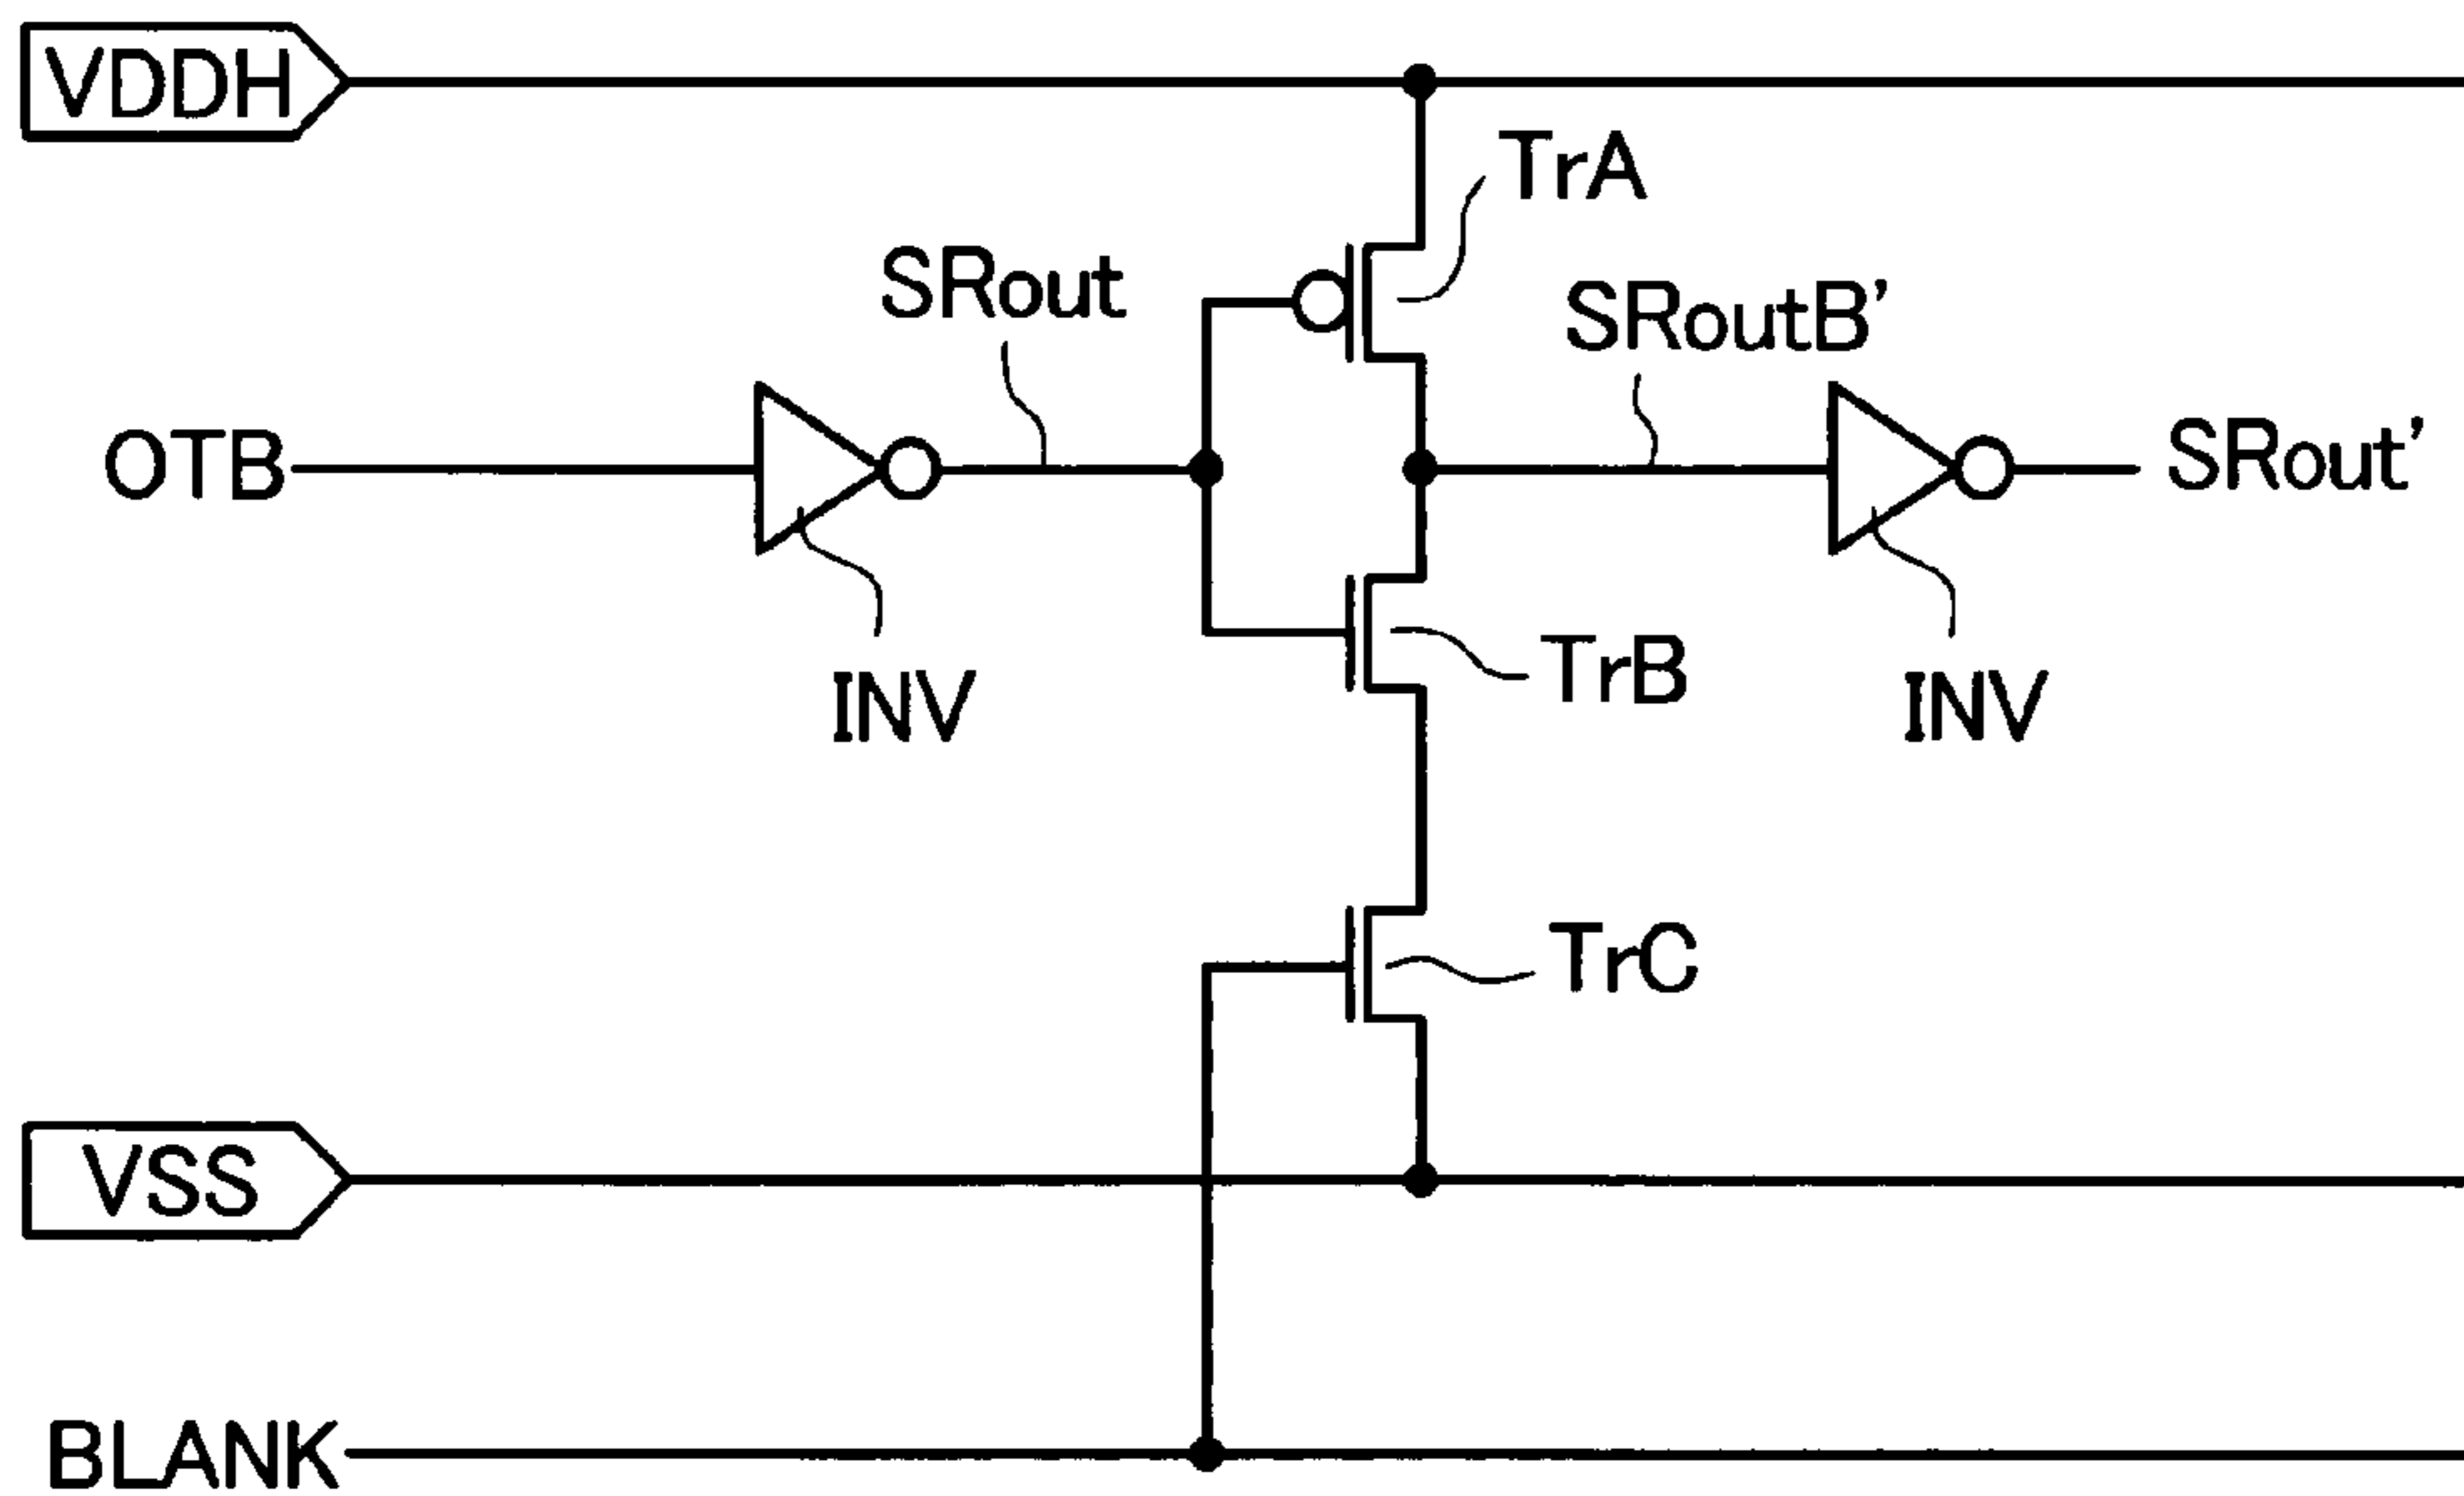 VDDH
TrA
SRout
SRoutB'
OTB
SRout'
INV
TrB
INV
TrC
VSS
BLANK